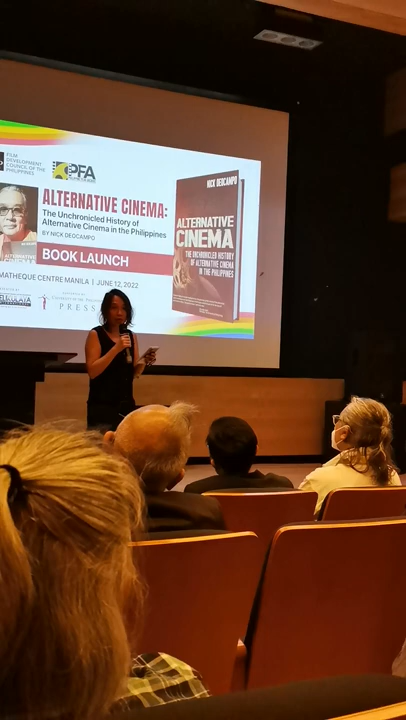 FILM
DEVELOPMENT
COUNCIL OF THE
PHILIPPINES
PFA
ALTERNATIVE CINEMA:
The Unchronicled History of
Alternative Cinema in the Philippines
BY NICK DEOCAMPO
BOOK LAUNCH
MATHEQUE CENTRE MANILA | JUNE 12, 2022
PRESS
NICK DEOCAMPO
ALTERNATIVE
CINEMA
THE UNCHRONICLED HISTORY
OF ALTERNATIVE CINEMA
IN THE PHILIPPINES